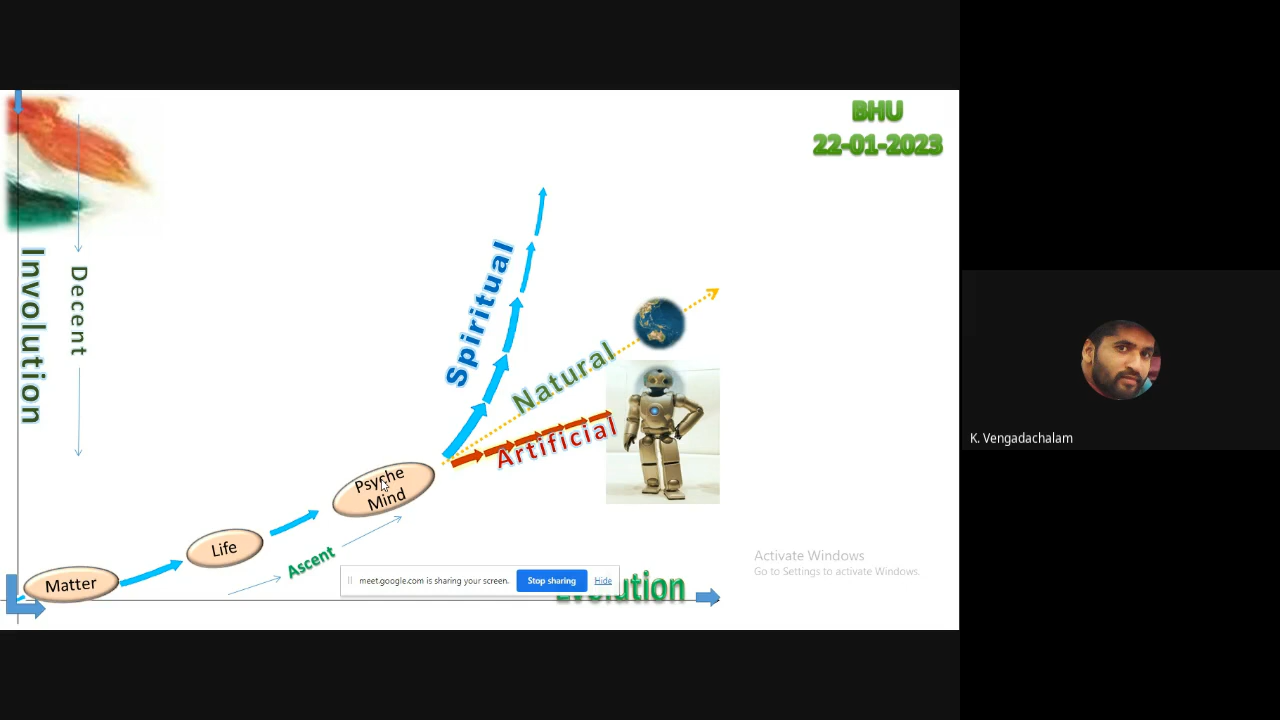 BHU
22-01-2023
Involution
Decent
Spiritual
Natural
Artificial
Psyche
Mind
Life
Ascent
Matter
meet.google.com is sharing your screen.
Stop sharing
Hide
Activate Windows
Go to Settings to activate Windows.
K. Vengadachalam